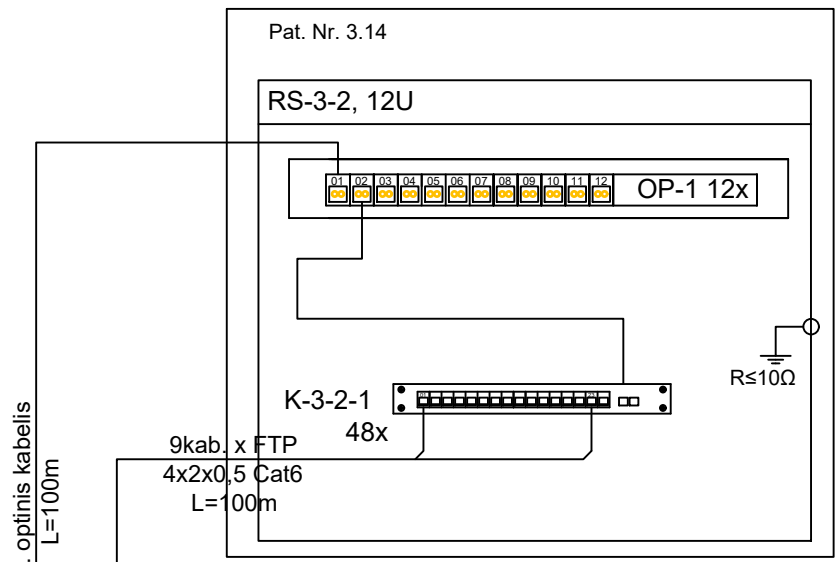 Pat. Nr. 3.14
RS-3-2, 12U
01 02 03 04 05 06 07 08 09 10 11 12
OP-1 12x
R≤10Ω
K-3-2-1
48x
9kab. x FTP
4x2x0,5 Cat6
L=100m
optinis kabelis
L=100m